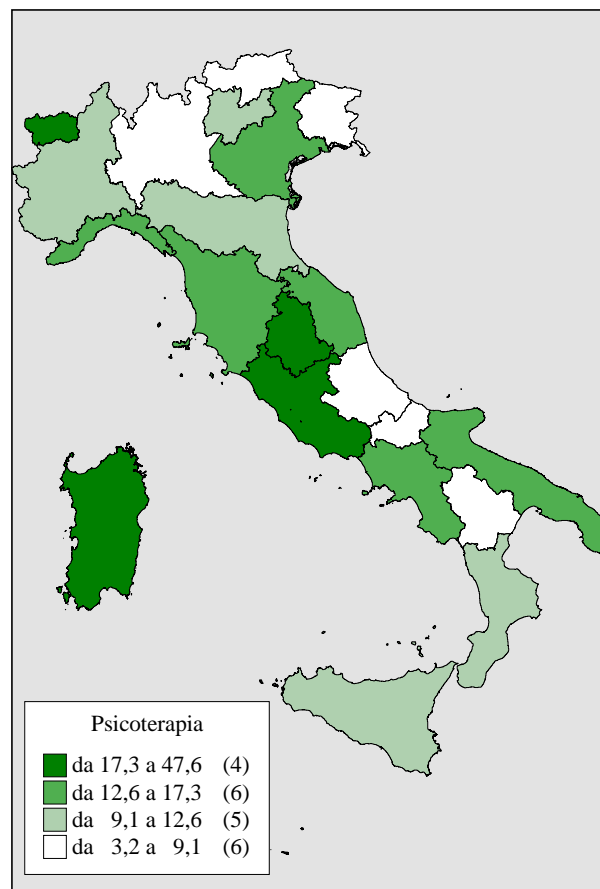 Psicoterapia
da 17,3 a 47,6 (4)
da 12,6 a 17,3 (6)
da 9,1 a 12,6 (5)
da 3,2 a 9,1 (6)